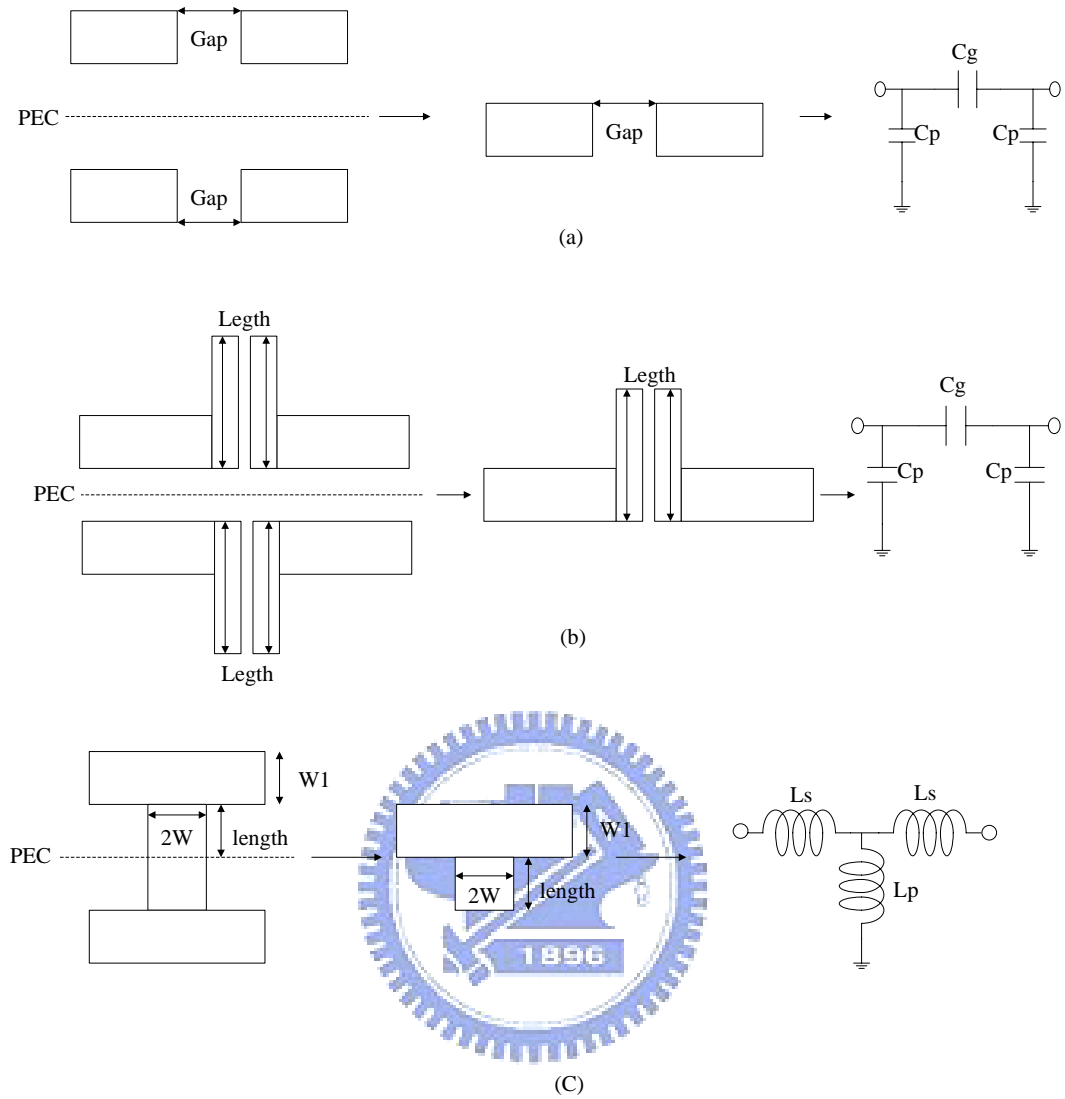 Gap
PEC
Gap
Gap
Cg
Cp
Cp
(a)
Legth
PEC
Legth
Legth
Cg
Cp
Cp
(b)
W1
2W
length
PEC
W1
2W
length
Ls
Ls
Lp
1896
(C)